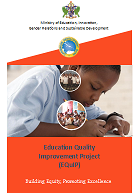 Ministry of Education, Innovation,
Gender Relations and Sustainable Development
Education Quality
Improvement Project
(EQuIP)
Building Equity, Promoting Excellence